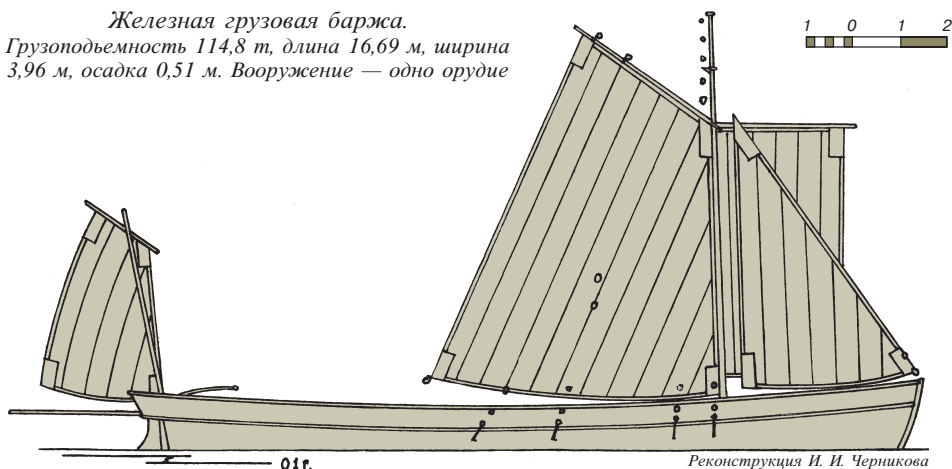 Железная грузовая баржа.
Грузоподъемность 114,8 т, длина 16,69 м, ширина
3,96 м, осадка 0,51 м. Вооружение — одно орудие
1 0 1 2
01г.
Реконструкция И. И. Черникова